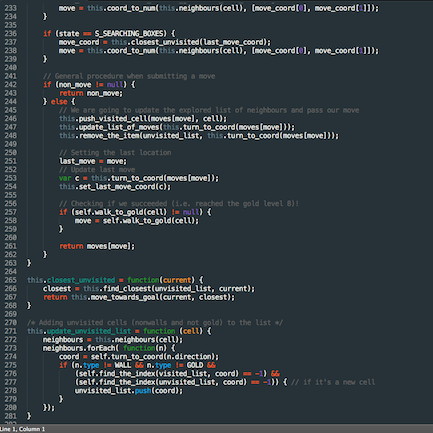 233 move = this.coord_to_num(this.neighbours(cell), [move_coord[0], move_coord[1]]);
234 }
235
236 if (state == S_SEARCHING_BOXES) {
237 move_coord = this.closest_unvisited(last_move_coord);
238 move = this.coord_to_num(this.neighbours(cell), [move_coord[0], move_coord[1]]);
239 }
240
241 // General procedure when submitting a move
242 if (non_move != null) {
243 return non_move;
244 } else {
245 // We are going to update the explored list of neighbours and pass our move
246 this.push_visited_cell(moves[move], cell);
247 this.update_list_of_moves(this.turn_to_coord(moves[move]));
248 this.remove_the_item(unvisited_list, this.turn_to_coord(moves[move]));
249
250 // Setting the last location
251 last_move = move;
252 // Update last move
253 var c = this.turn_to_coord(moves[move]);
254 this.set_last_move_coord(c);
255
256 // Checking if we succeeded (i.e. reached the gold level 8)!
257 if (self.walk_to_gold(cell) != null) {
258 move = self.walk_to_gold(cell);
259 }
260
261 return moves[move];
262 }
263 }
264
265 this.closest_unvisited = function(current) {
266 closest = this.find_closest(unvisited_list, current);
267 return this.move_towards_goal(current, closest);
268 }
269
270 /* Adding unvisited cells (nonwalls and not gold) to the list */
271 this.update_unvisited_list = function (cell) {
272 neighbours = this.neighbours(cell);
273 neighbours.forEach( function(n) {
274 coord = self.turn_to_coord(n.direction);
275 if (n.type != WALL && n.type != GOLD &&
276 (self.find_the_index(visited_list, coord) == -1) &&
277 (self.find_the_index(unvisited_list, coord) == -1)) { // if it's a new cell
278 unvisited_list.push(coord);
279 }
280 });
281 }
Line 1, Column 1